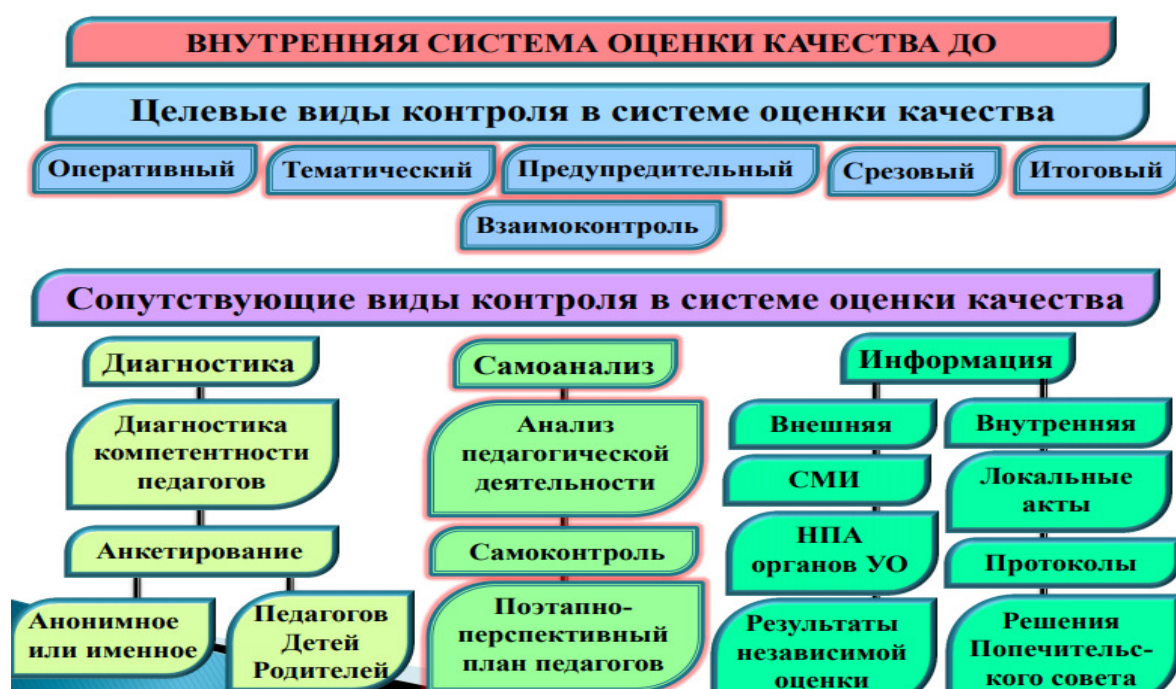 ВНУТРЕННЯЯ СИСТЕМА ОЦЕНКИ КАЧЕСТВА ДО
Целевые виды контроля в системе оценки качества
Оперативный
Тематический
Предупредительный
Срезовый
Итоговый
Взаимоконтроль
Сопутствующие виды контроля в системе оценки качества
Диагностика
Диагностика
компетентности
педагогов
Анкетирование
Анонимное
или именное
Педагогов
Детей
Родителей
Самоанализ
Анализ
педагогической
деятельности
Самоконтроль
Поэтапно-
перспективный
план педагогов
Информация
Внешняя
СМИ
НПА
органов УО
Результаты
независимой
оценки
Внутренняя
Локальные
акты
Протоколы
Решения
Попечительс-
кого совета